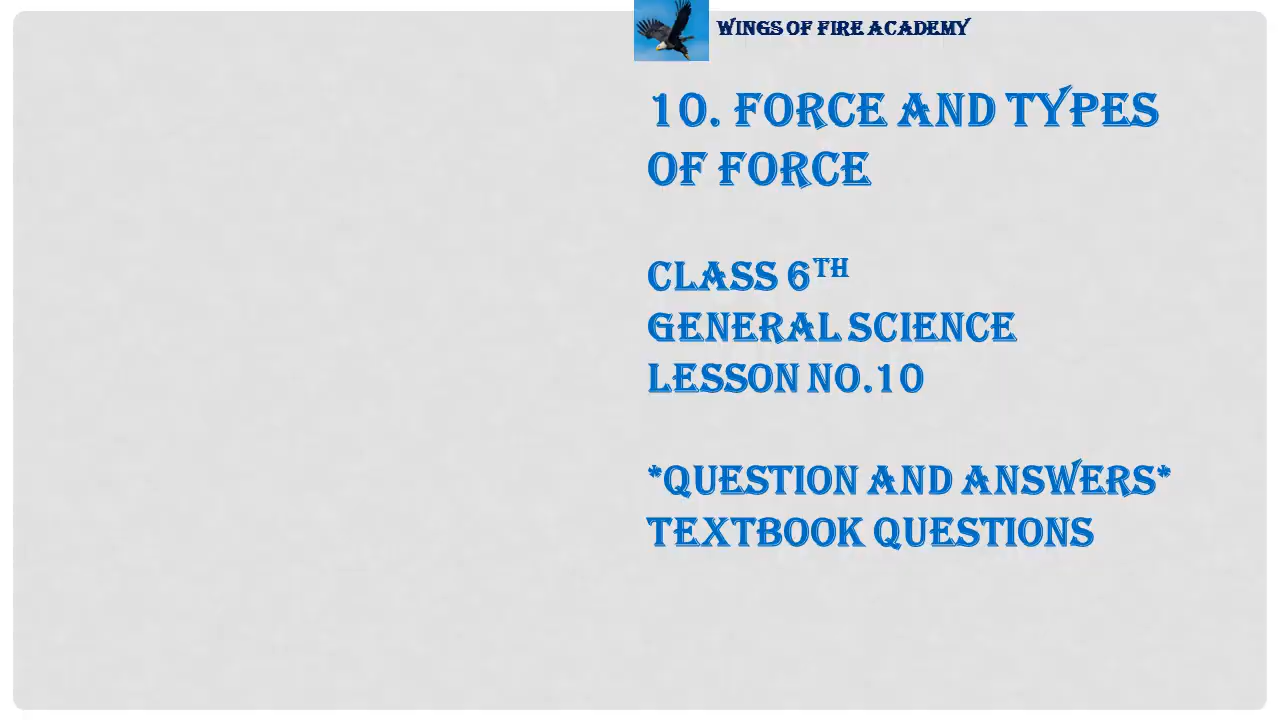 WINGS OF FIRE ACADEMY
10. FORCE AND TYPES
OF FORCE
CLASS 6TH
GENERAL SCIENCE
LESSON NO.10
*QUESTION AND ANSWERS*
TEXTBOOK QUESTIONS